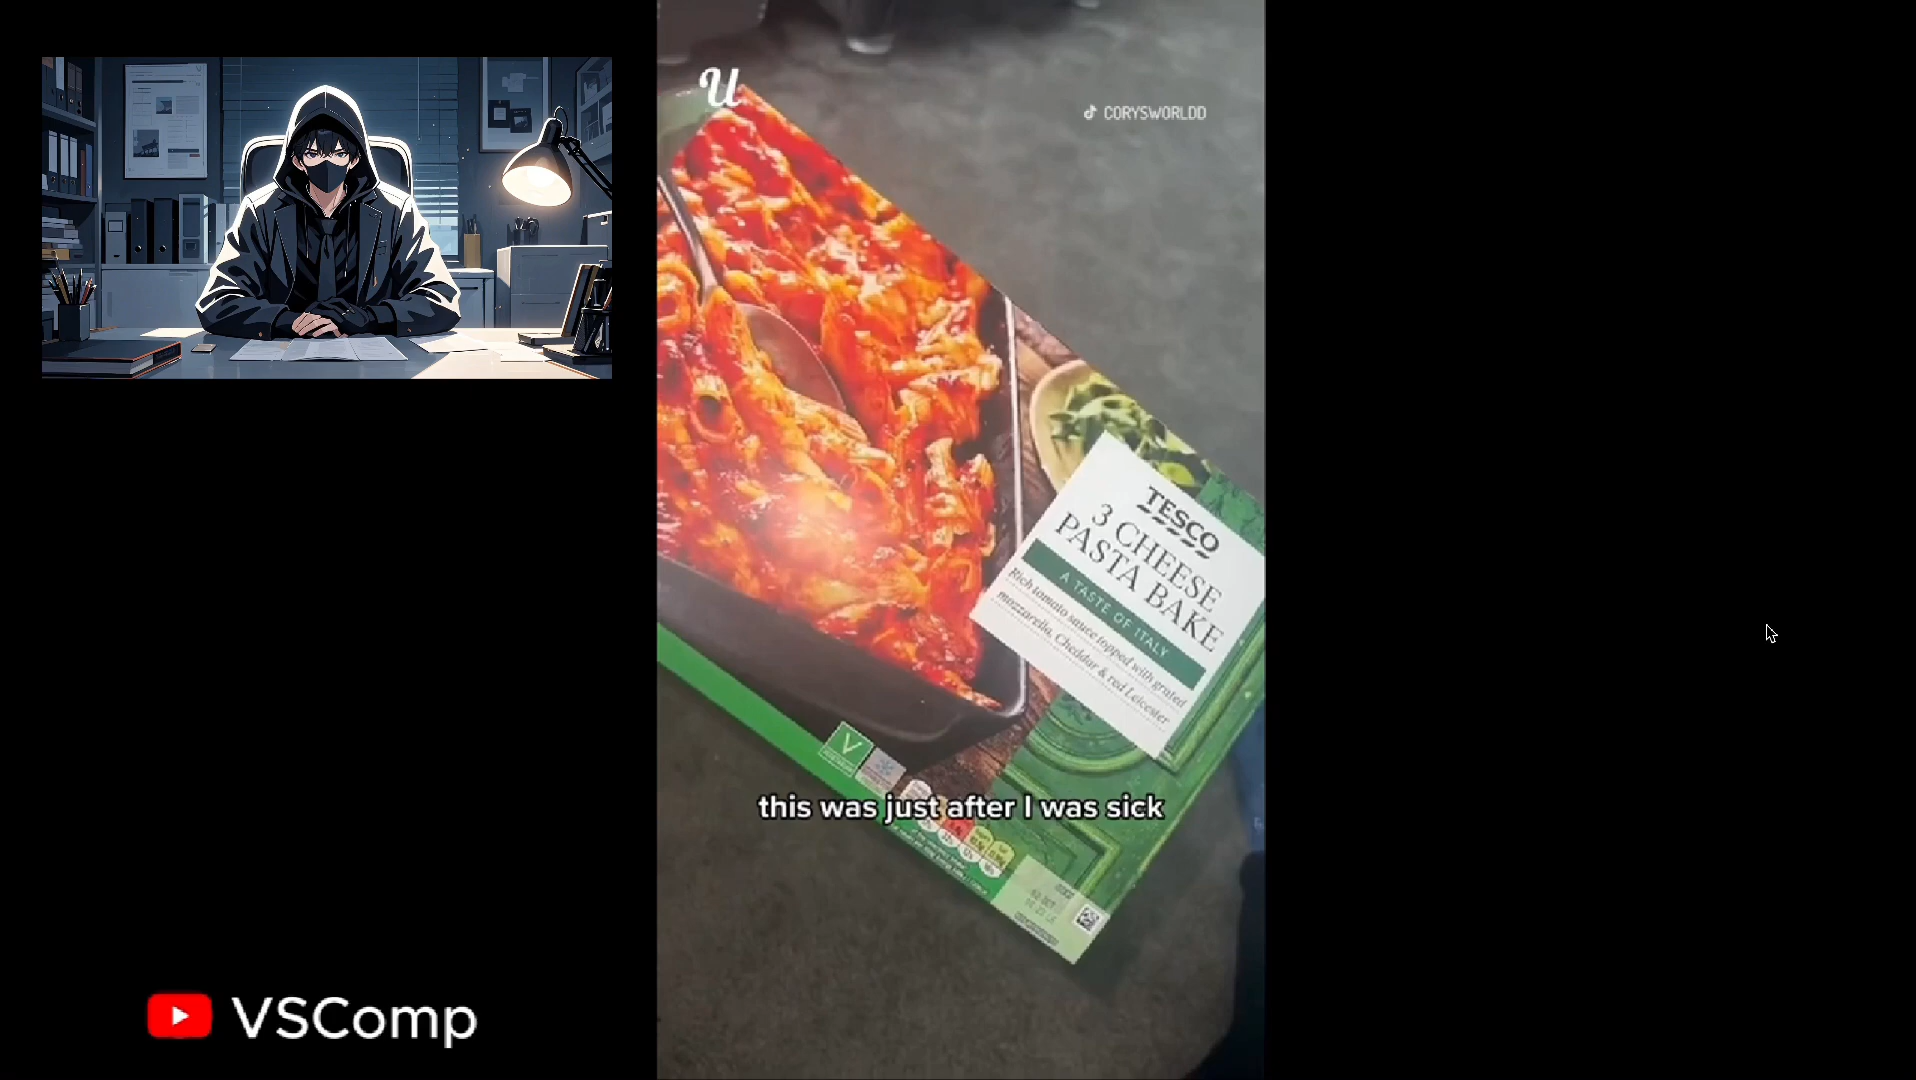 U
CORYSWORLDD
TESCO
3 CHEESE
PASTA BAKE
A TASTE OF ITALY
Rich tomato sauce topped with grated
mozzarella, Cheddar & red Leicester
V
this was just after I was sick
VSComp